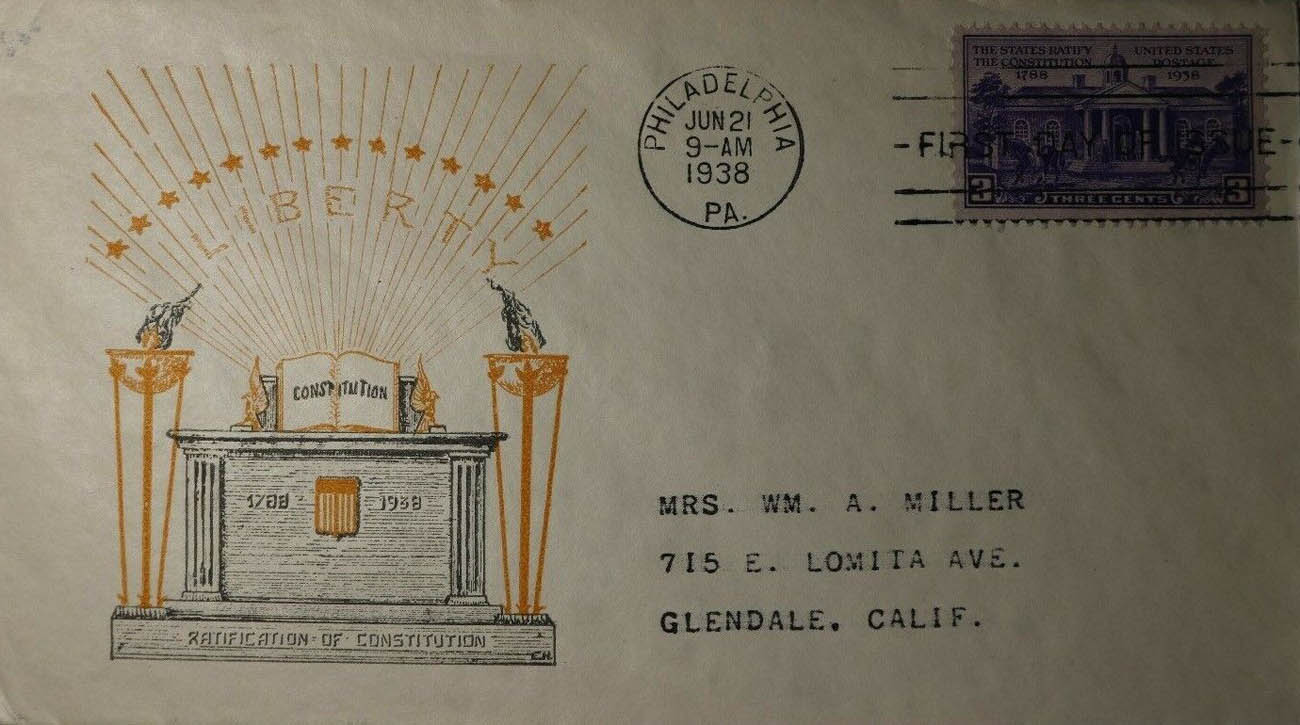 LIBERTY
CONSTITUTION
1788 1938
RATIFICATION OF CONSTITUTION
E.H.
PHILADELPHIA
JUN 21
9-AM
1938
PA.
THE STATES RATIFY
THE CONSTITUTION
1788
UNITED STATES
POSTAGE
1938
-FIRST DAY OF ISSUE-
3 THREE CENTS 3
MRS. WM. A. MILLER
715 E. LOMITA AVE.
GLENDALE, CALIF.